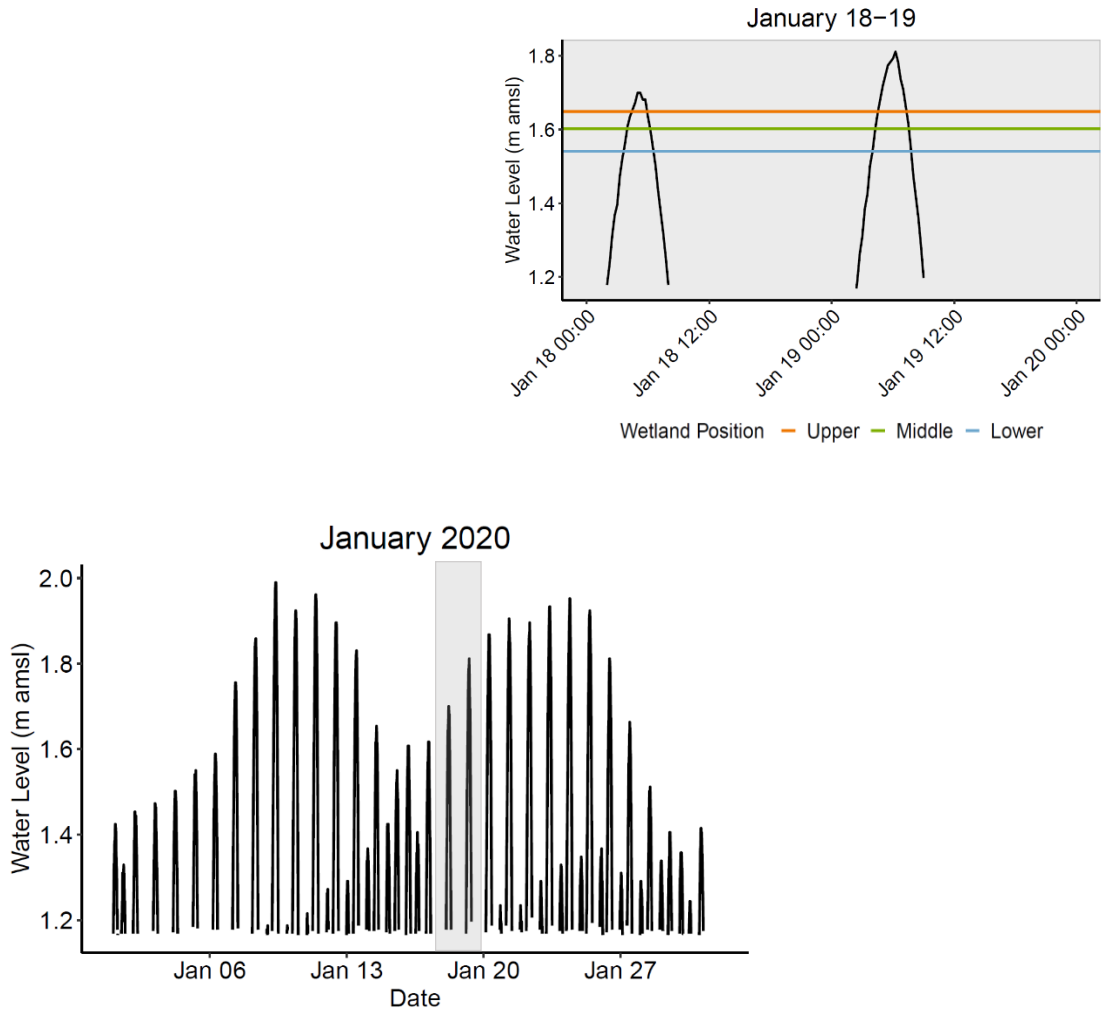 January 18−19
Water Level (m amsl)
1.8
1.6
1.4
1.2
Jan 18 00:00
Jan 18 12:00
Jan 19 00:00
Jan 19 12:00
Jan 20 00:00
Wetland Position Upper Middle Lower
January 2020
Water Level (m amsl)
2.0
1.8
1.6
1.4
1.2
Jan 06 Jan 13 Jan 20 Jan 27
Date